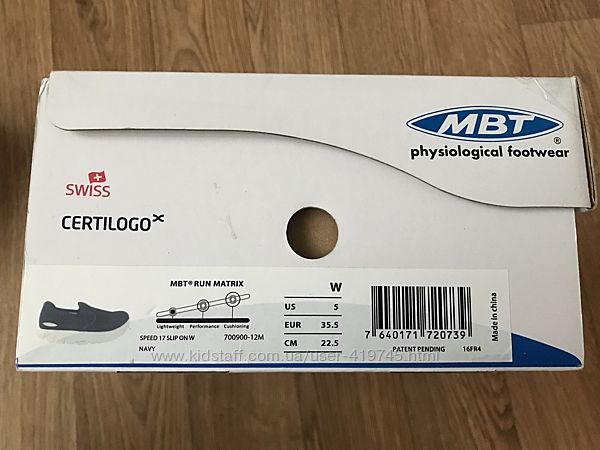 MBT
®
physiological footwear
SWISS
CERTILOGO
MBT® RUN MATRIX
Lightweight Performance Cushioning
SPEED 17 SLIP ON W 700900-12M
NAVY
W
US 5
EUR 35.5
CM 22.5
7 640171 720739
PATENT PENDING 16FR4
Made in china
www.kidstaff.com.ua/user-419745.html